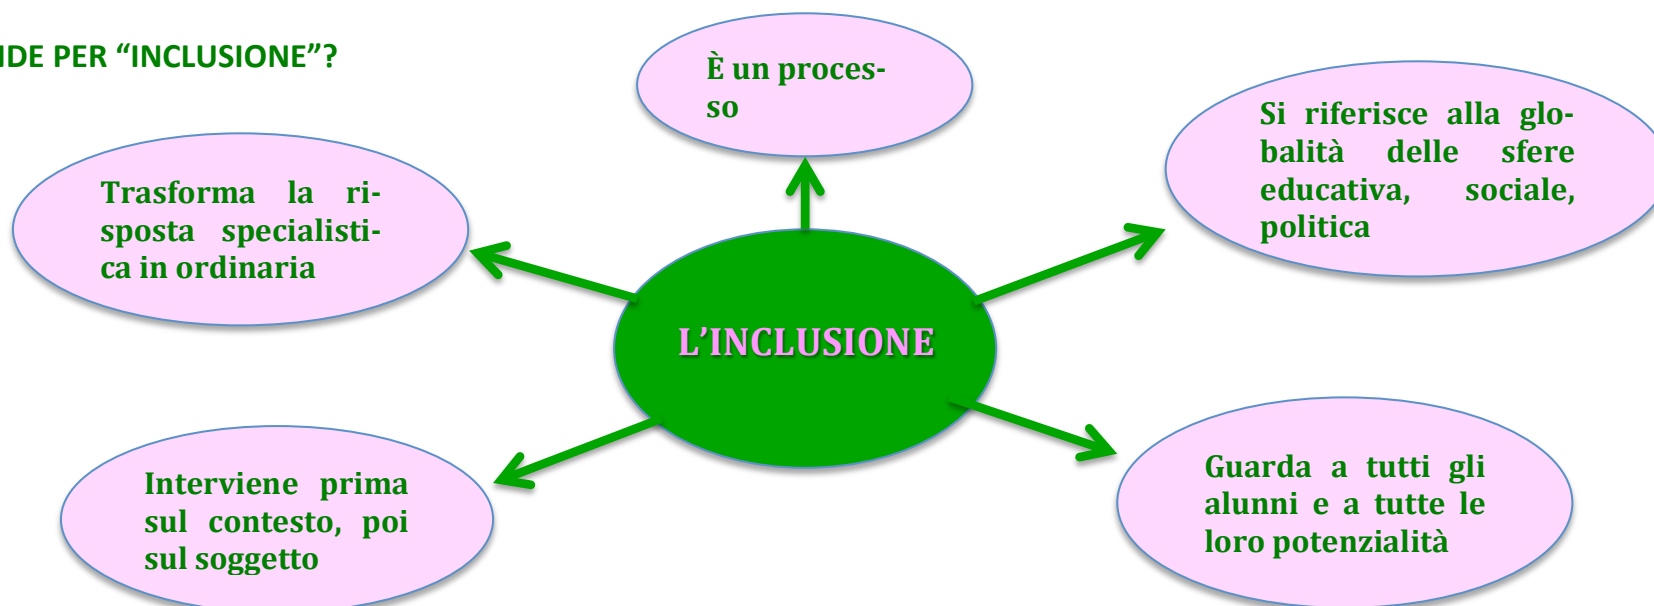 IDE PER “INCLUSIONE”?
È un proces-
so
Si riferisce alla glo-
balità delle sfere
educativa, sociale,
politica
Trasforma la ri-
sposta specialisti-
ca in ordinaria
L’INCLUSIONE
Interviene prima
sul contesto, poi
sul soggetto
Guarda a tutti gli
alunni e a tutte le
loro potenzialità